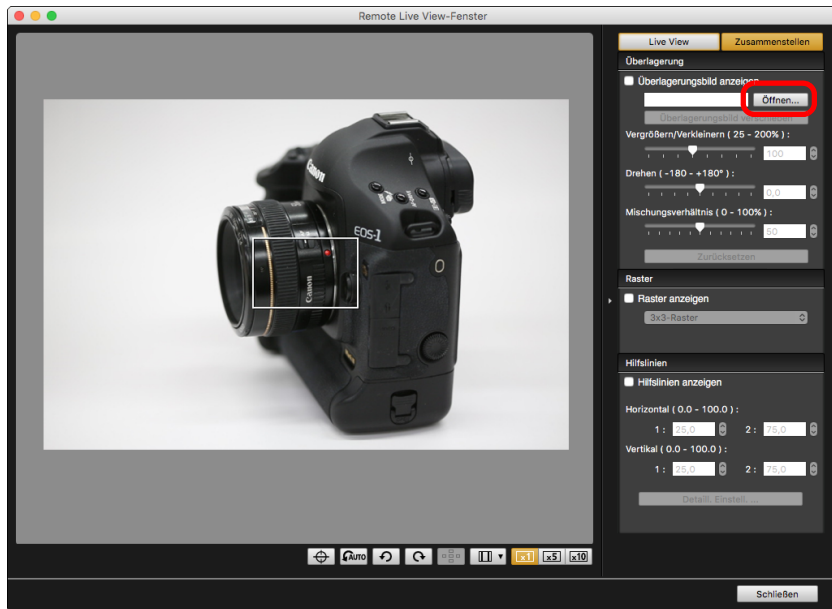 Remote Live View-Fenster
Live View
Zusammenstellen
Überlagerung
Überlagerungsbild anzeigen
Öffnen...
Überlagerungsbild verschieben
Vergrößern/Verkleinern ( 25 - 200% ) :
100
Drehen ( -180 - +180° ) :
0,0
Mischungsverhältnis ( 0 - 100% ) :
50
Zurücksetzen
Raster
Raster anzeigen
3x3-Raster
Hilfslinien
Hilfslinien anzeigen
Horizontal ( 0.0 - 100.0 ) :
1 : 25,0 2 : 75,0
Vertikal ( 0.0 - 100.0 ) :
1 : 25,0 2 : 75,0
Detaill. Einstell. ...
Canon
EOS-1
Canon
AUTO
x1 x5 x10
Schließen